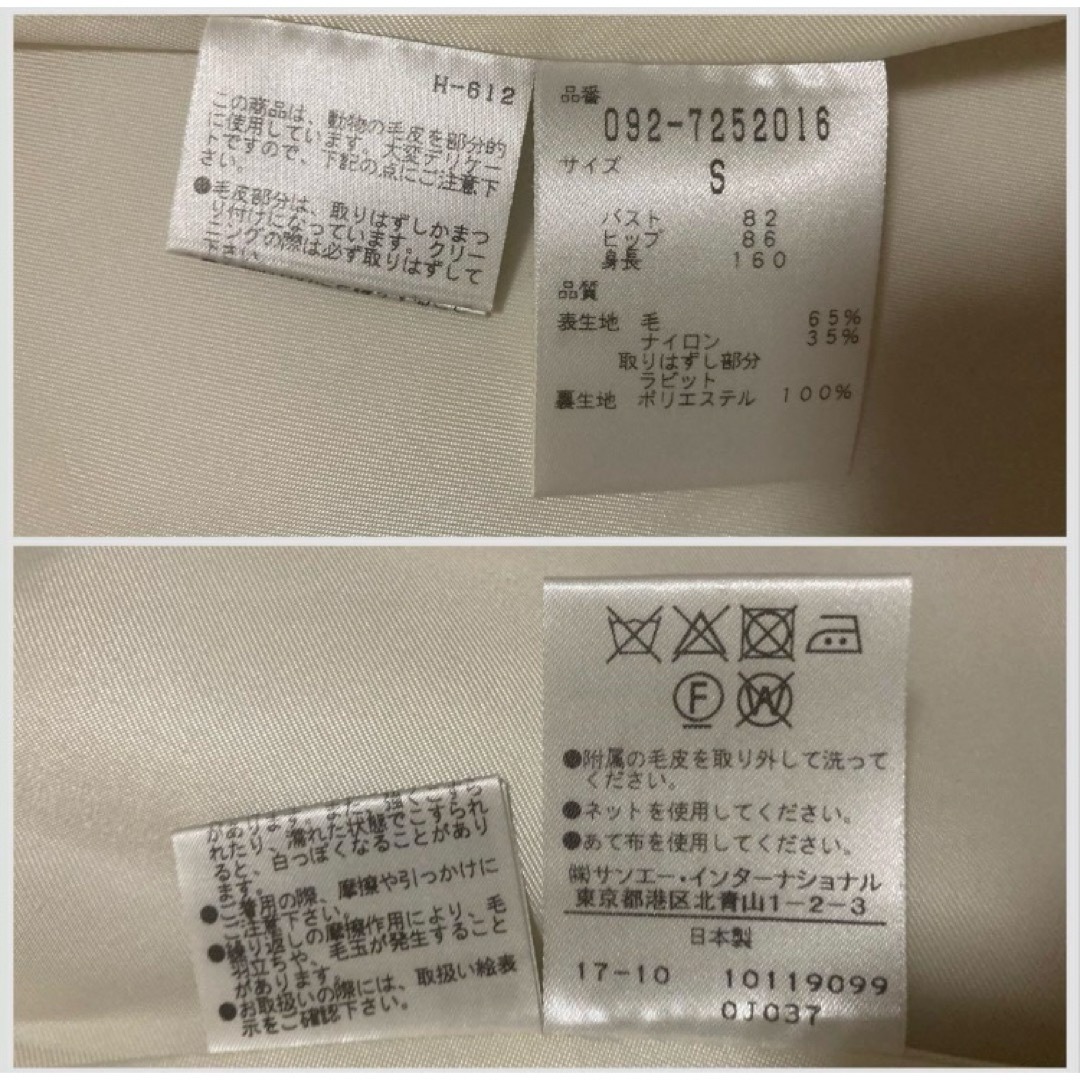 H-612
この商品は、動物の毛皮を部分的
に使用しています。大変デリケー
トですので、下記の点にご注意下
さい。
●毛皮部分は、取りはずしかまつ
り付けになっています。クリー
ニングの際は必ず取りはずして
下さい。
品番
092-7252016
サイズ
S
バスト 82
ヒップ 86
身長 160
品質
表生地 毛 65%
ナイロン 35%
取りはずし部分
ラビット
裏生地 ポリエステル 100%
があります。また、強くこすら
れたり、濡れた状態でこすられ
ると、白っぽくなることがあり
ます。
●ご着用の際、摩擦や引っかけに
ご注意下さい。
●繰り返しの摩擦作用により、毛
羽立ちや、毛玉が発生すること
があります。
●お取扱いの際には、取扱い絵表
示をご確認下さい。
F W
●附属の毛皮を取り外して洗って
ください。
●ネットを使用してください。
●あて布を使用してください。
㈱サンエー・インターナショナル
東京都港区北青山1-2-3
日本製
17-10 10119099
0J037